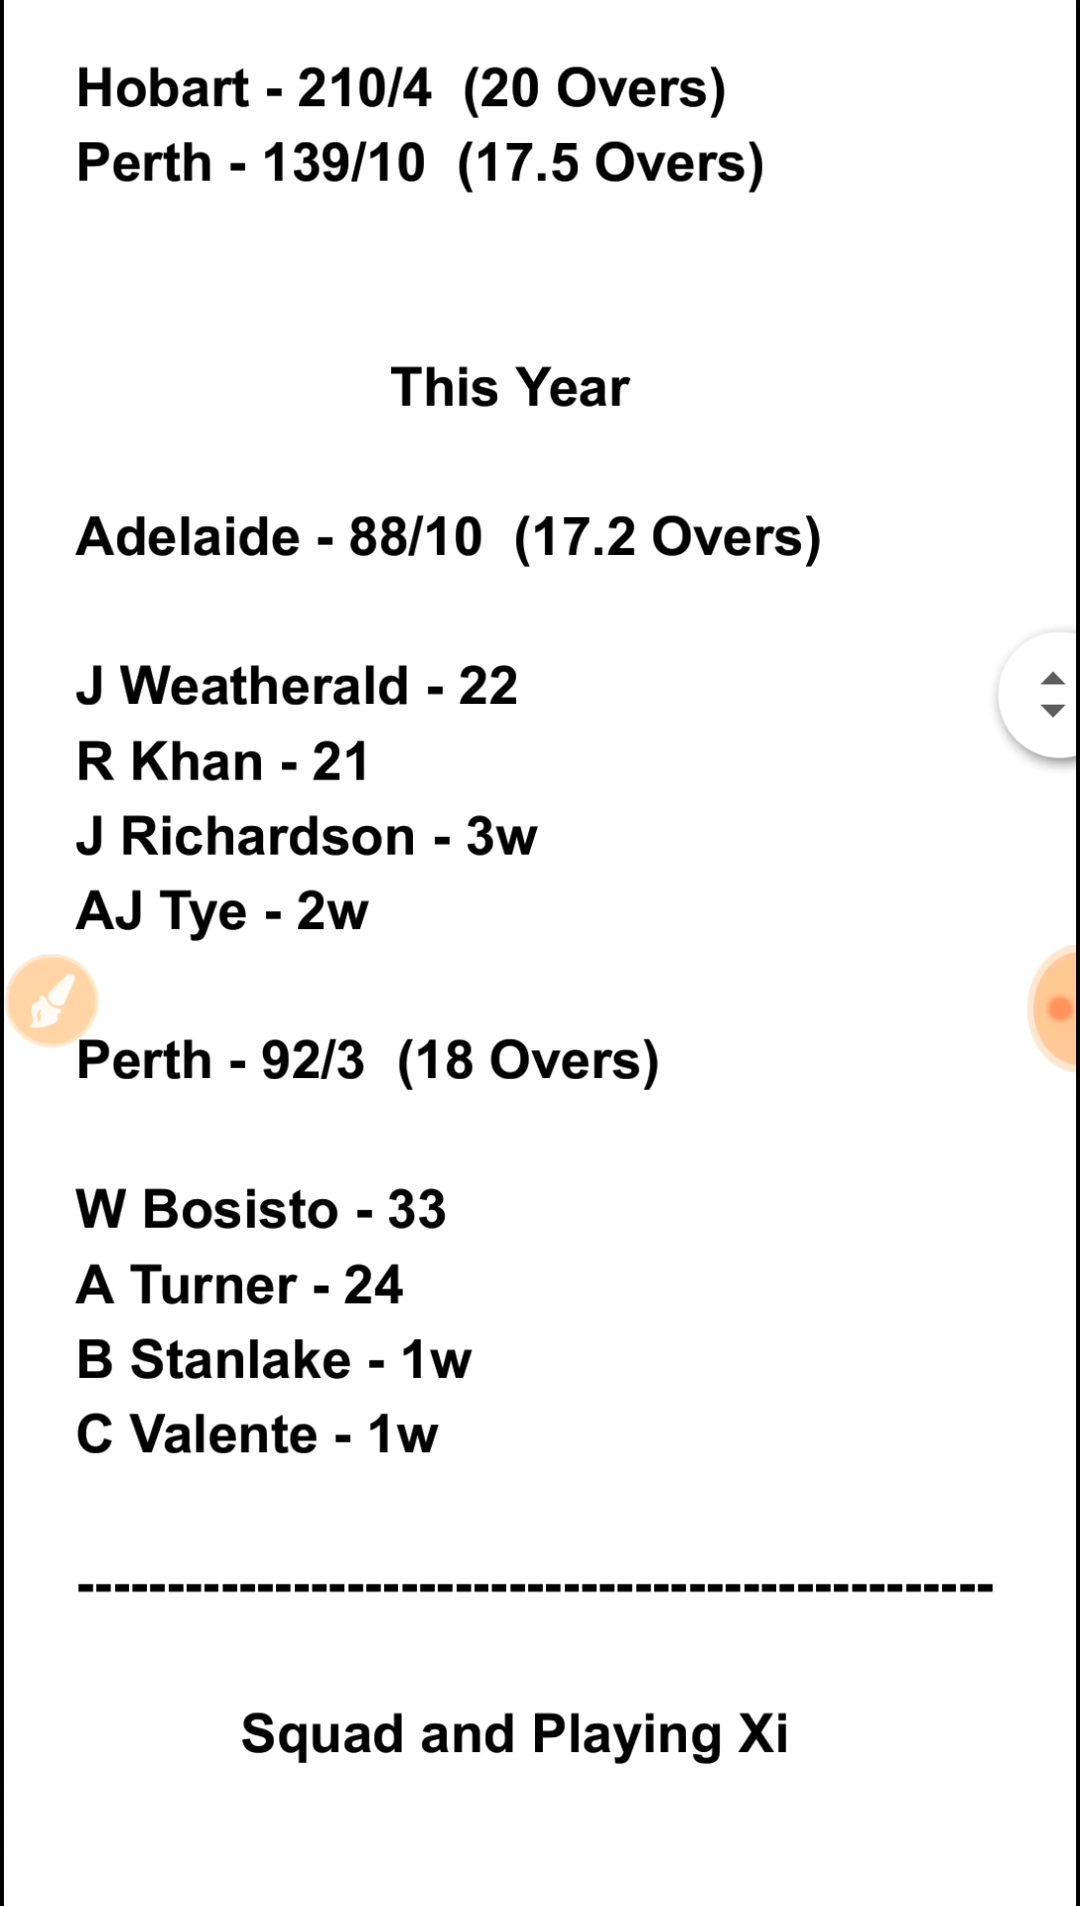 Hobart - 210/4 (20 Overs)
Perth - 139/10 (17.5 Overs)
This Year
Adelaide - 88/10 (17.2 Overs)
J Weatherald - 22
R Khan - 21
J Richardson - 3w
AJ Tye - 2w
Perth - 92/3 (18 Overs)
W Bosisto - 33
A Turner - 24
B Stanlake - 1w
C Valente - 1w
---------------------------------------------------
Squad and Playing Xi